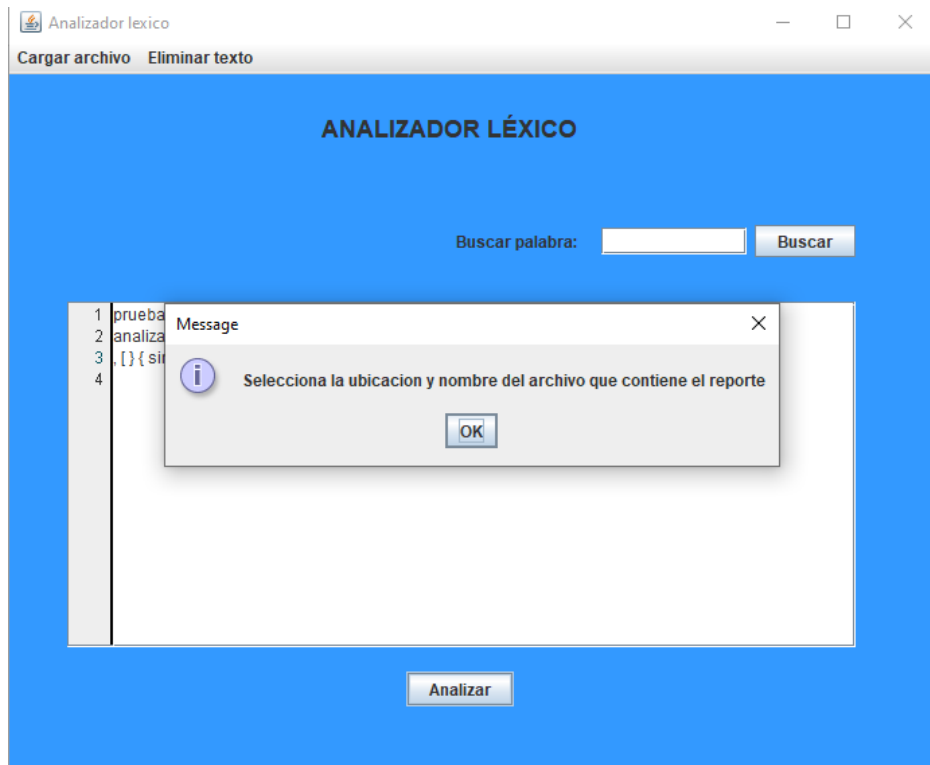 Analizador lexico
Cargar archivo Eliminar texto
ANALIZADOR LÉXICO
Buscar palabra: Buscar
1 prueba
2 analiza
3 , [ } { sin
4
Message
Selecciona la ubicacion y nombre del archivo que contiene el reporte
OK
Analizar